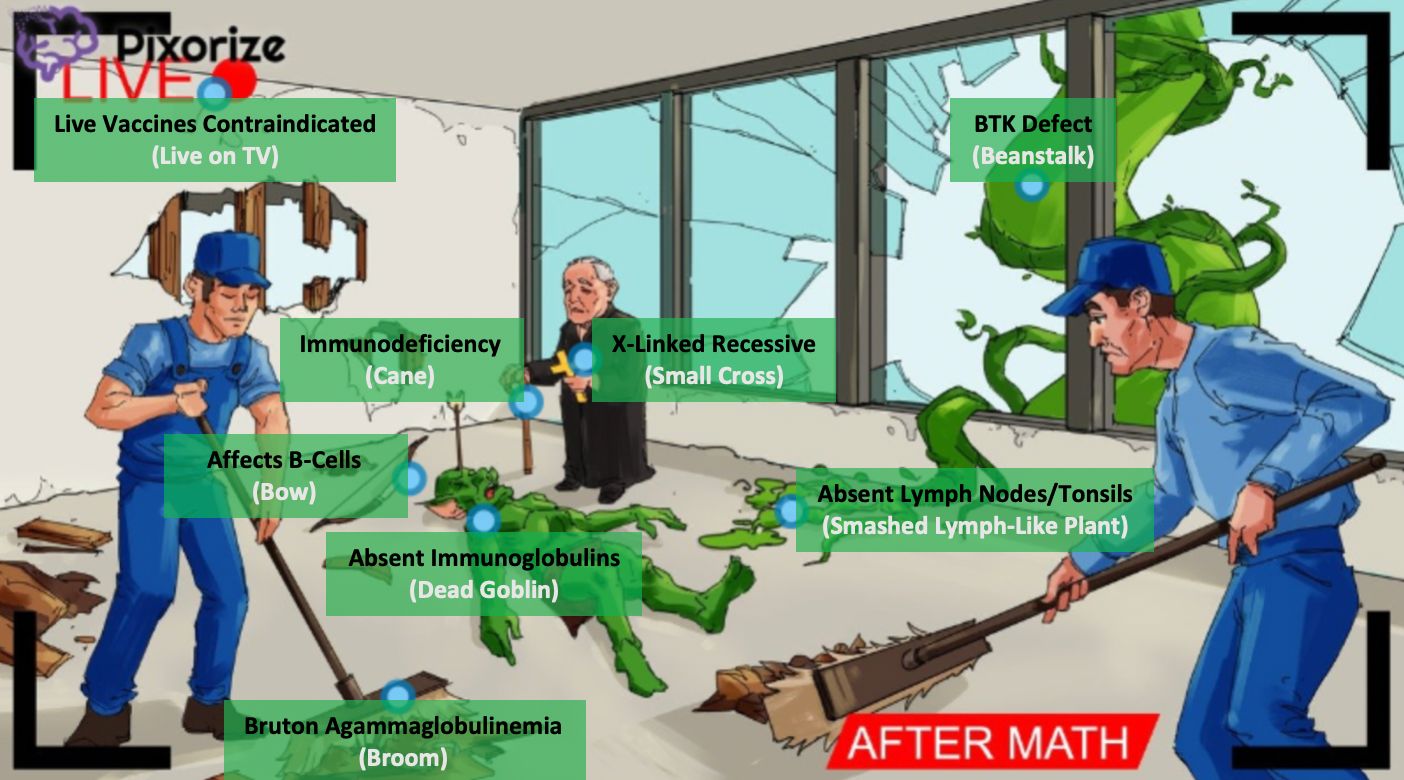 Pixorize
LIVE
Live Vaccines Contraindicated
(Live on TV)
BTK Defect
(Beanstalk)
Immunodeficiency
(Cane)
X-Linked Recessive
(Small Cross)
Affects B-Cells
(Bow)
Absent Lymph Nodes/Tonsils
(Smashed Lymph-Like Plant)
Absent Immunoglobulins
(Dead Goblin)
Bruton Agammaglobulinemia
(Broom)
AFTER MATH